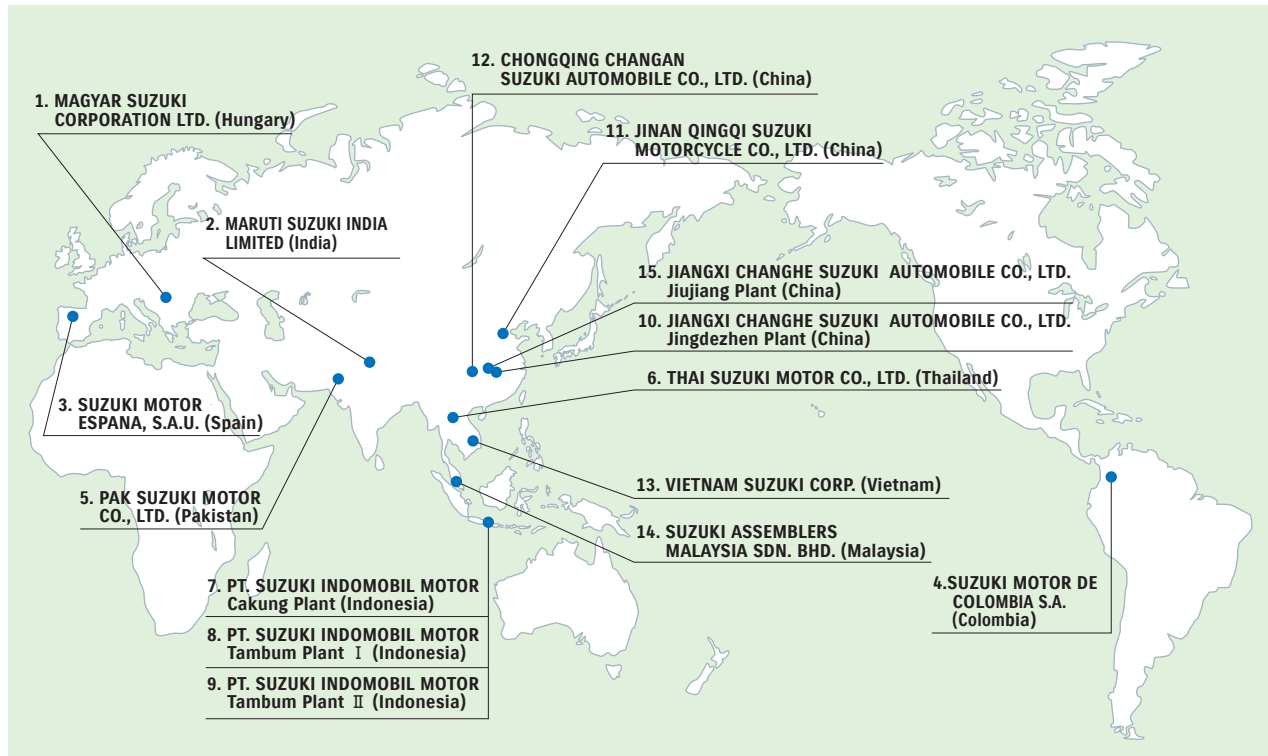 12. CHONGQING CHANGAN
SUZUKI AUTOMOBILE CO., LTD. (China)
1. MAGYAR SUZUKI
CORPORATION LTD. (Hungary)
11. JINAN QINGQI SUZUKI
MOTORCYCLE CO., LTD. (China)
2. MARUTI SUZUKI INDIA
LIMITED (India)
15. JIANGXI CHANGHE SUZUKI AUTOMOBILE CO., LTD.
Jiujiang Plant (China)
10. JIANGXI CHANGHE SUZUKI AUTOMOBILE CO., LTD.
Jingdezhen Plant (China)
6. THAI SUZUKI MOTOR CO., LTD. (Thailand)
3. SUZUKI MOTOR
ESPANA, S.A.U. (Spain)
5. PAK SUZUKI MOTOR
CO., LTD. (Pakistan)
13. VIETNAM SUZUKI CORP. (Vietnam)
14. SUZUKI ASSEMBLERS
MALAYSIA SDN. BHD. (Malaysia)
7. PT. SUZUKI INDOMOBIL MOTOR
Cakung Plant (Indonesia)
8. PT. SUZUKI INDOMOBIL MOTOR
Tambum Plant Ⅰ (Indonesia)
9. PT. SUZUKI INDOMOBIL MOTOR
Tambum Plant Ⅱ (Indonesia)
4.SUZUKI MOTOR DE
COLOMBIA S.A.
(Colombia)